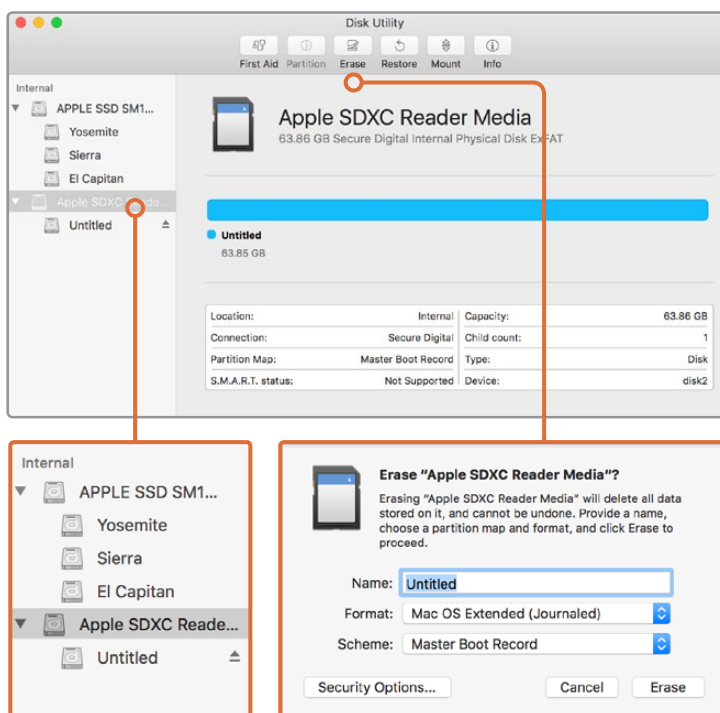 Disk Utility
First Aid Partition Erase Restore Mount Info
Internal
APPLE SSD SM1...
Yosemite
Sierra
El Capitan
Apple SDXC Reade...
Untitled
Apple SDXC Reader Media
63.86 GB Secure Digital Internal Physical Disk ExFAT
Untitled
63.85 GB
Location: Internal
Connection: Secure Digital
Partition Map: Master Boot Record
S.M.A.R.T. status: Not Supported
Capacity: 63.86 GB
Child count: 1
Type: Disk
Device: disk2
Internal
APPLE SSD SM1...
Yosemite
Sierra
El Capitan
Apple SDXC Reade...
Untitled
Erase "Apple SDXC Reader Media"?
Erasing "Apple SDXC Reader Media" will delete all data
stored on it, and cannot be undone. Provide a name,
choose a partition map and format, and click Erase to
proceed.
Name: Untitled
Format: Mac OS Extended (Journaled)
Scheme: Master Boot Record
Security Options... Cancel Erase